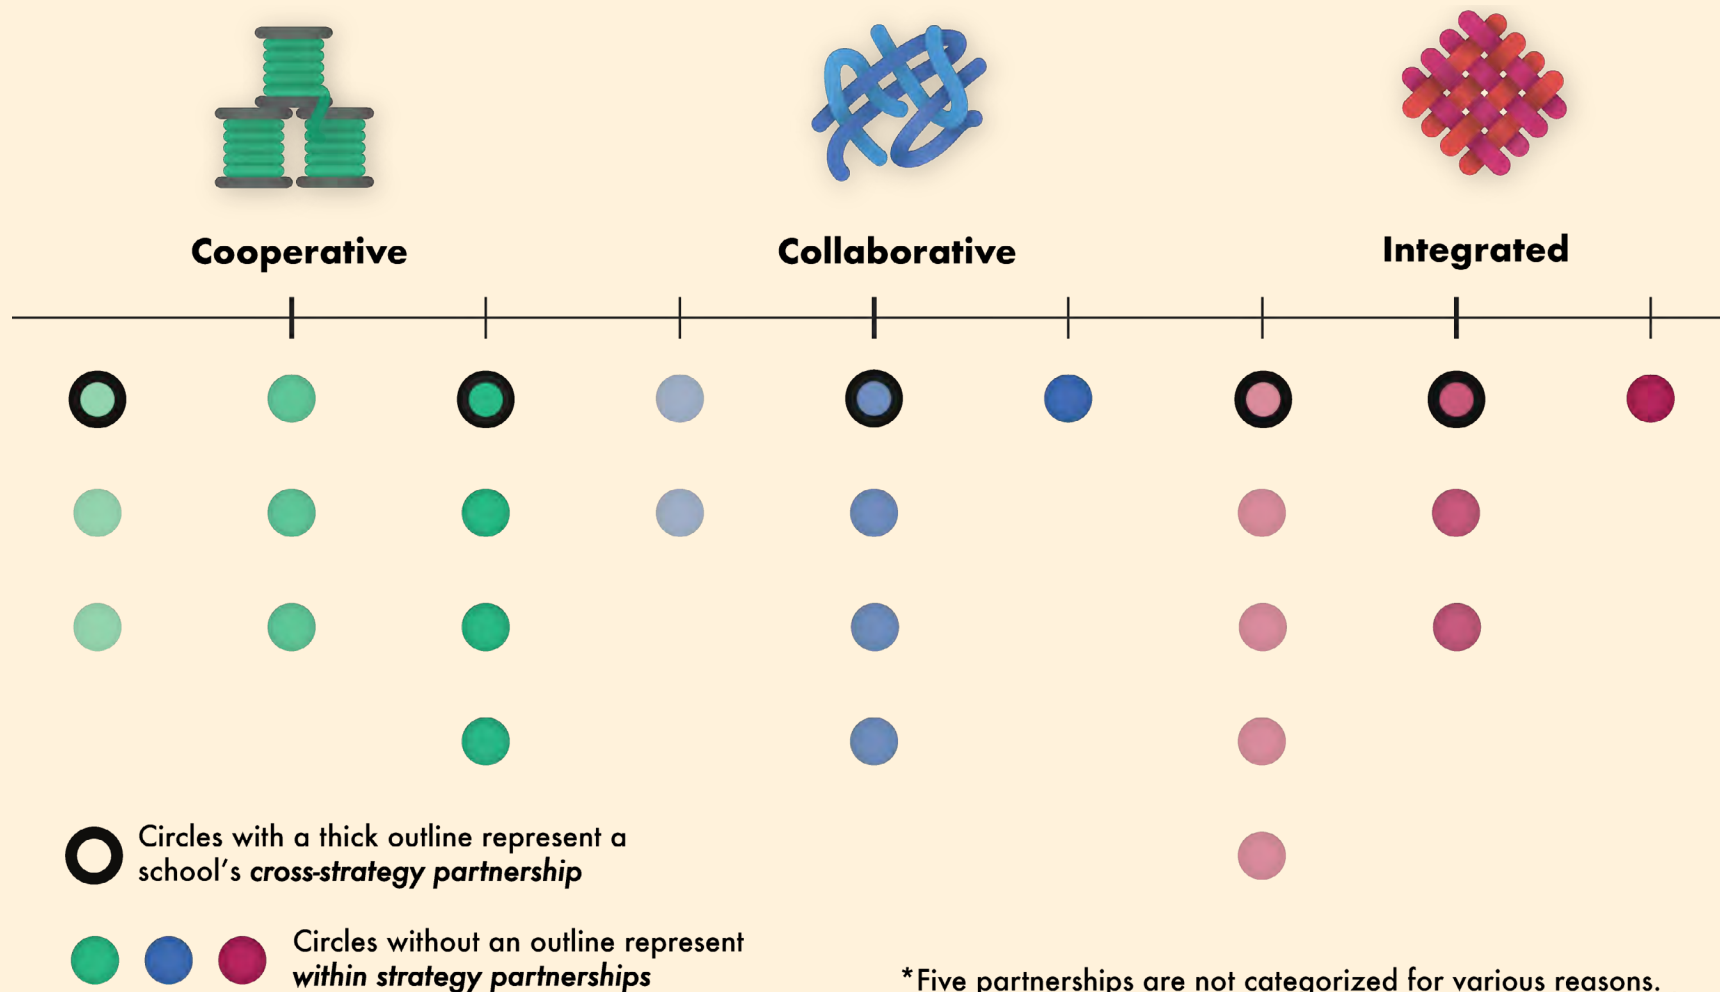 Cooperative
Collaborative
Integrated
Circles with a thick outline represent a
school's cross-strategy partnership
Circles without an outline represent
within strategy partnerships
*Five partnerships are not categorized for various reasons.